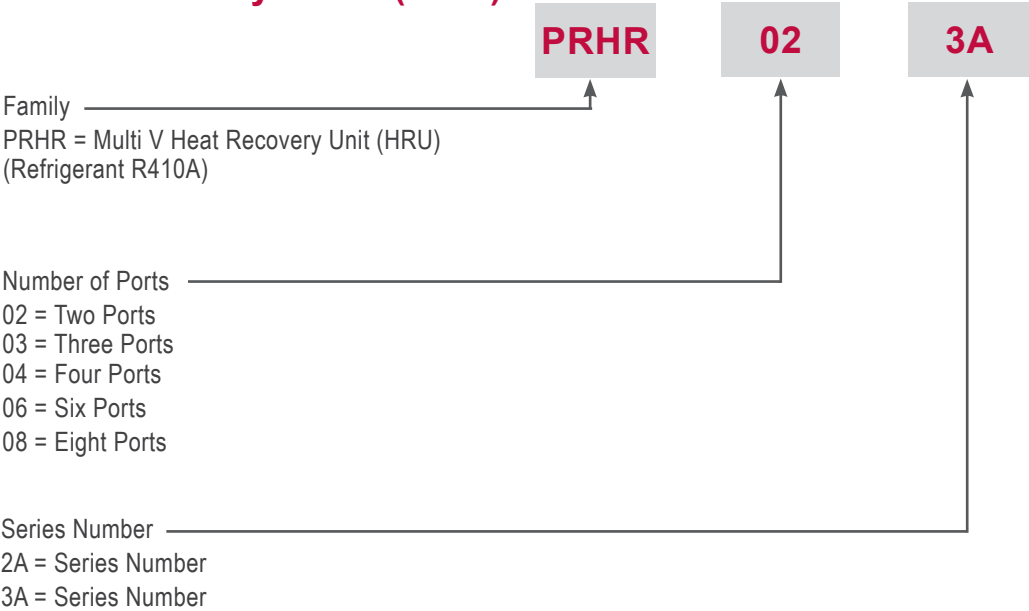 PRHR 02 3A
Family
PRHR = Multi V Heat Recovery Unit (HRU)
(Refrigerant R410A)
Number of Ports
02 = Two Ports
03 = Three Ports
04 = Four Ports
06 = Six Ports
08 = Eight Ports
Series Number
2A = Series Number
3A = Series Number